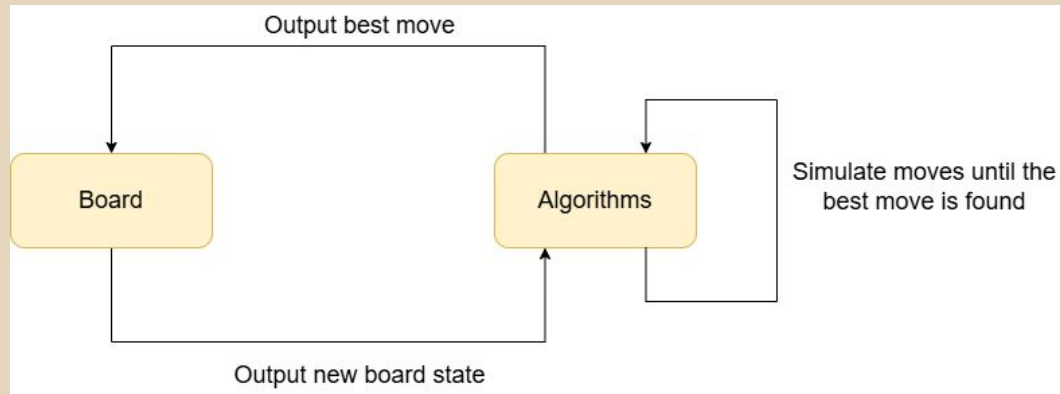 Output best move
Board
Algorithms
Simulate moves until the
best move is found
Output new board state